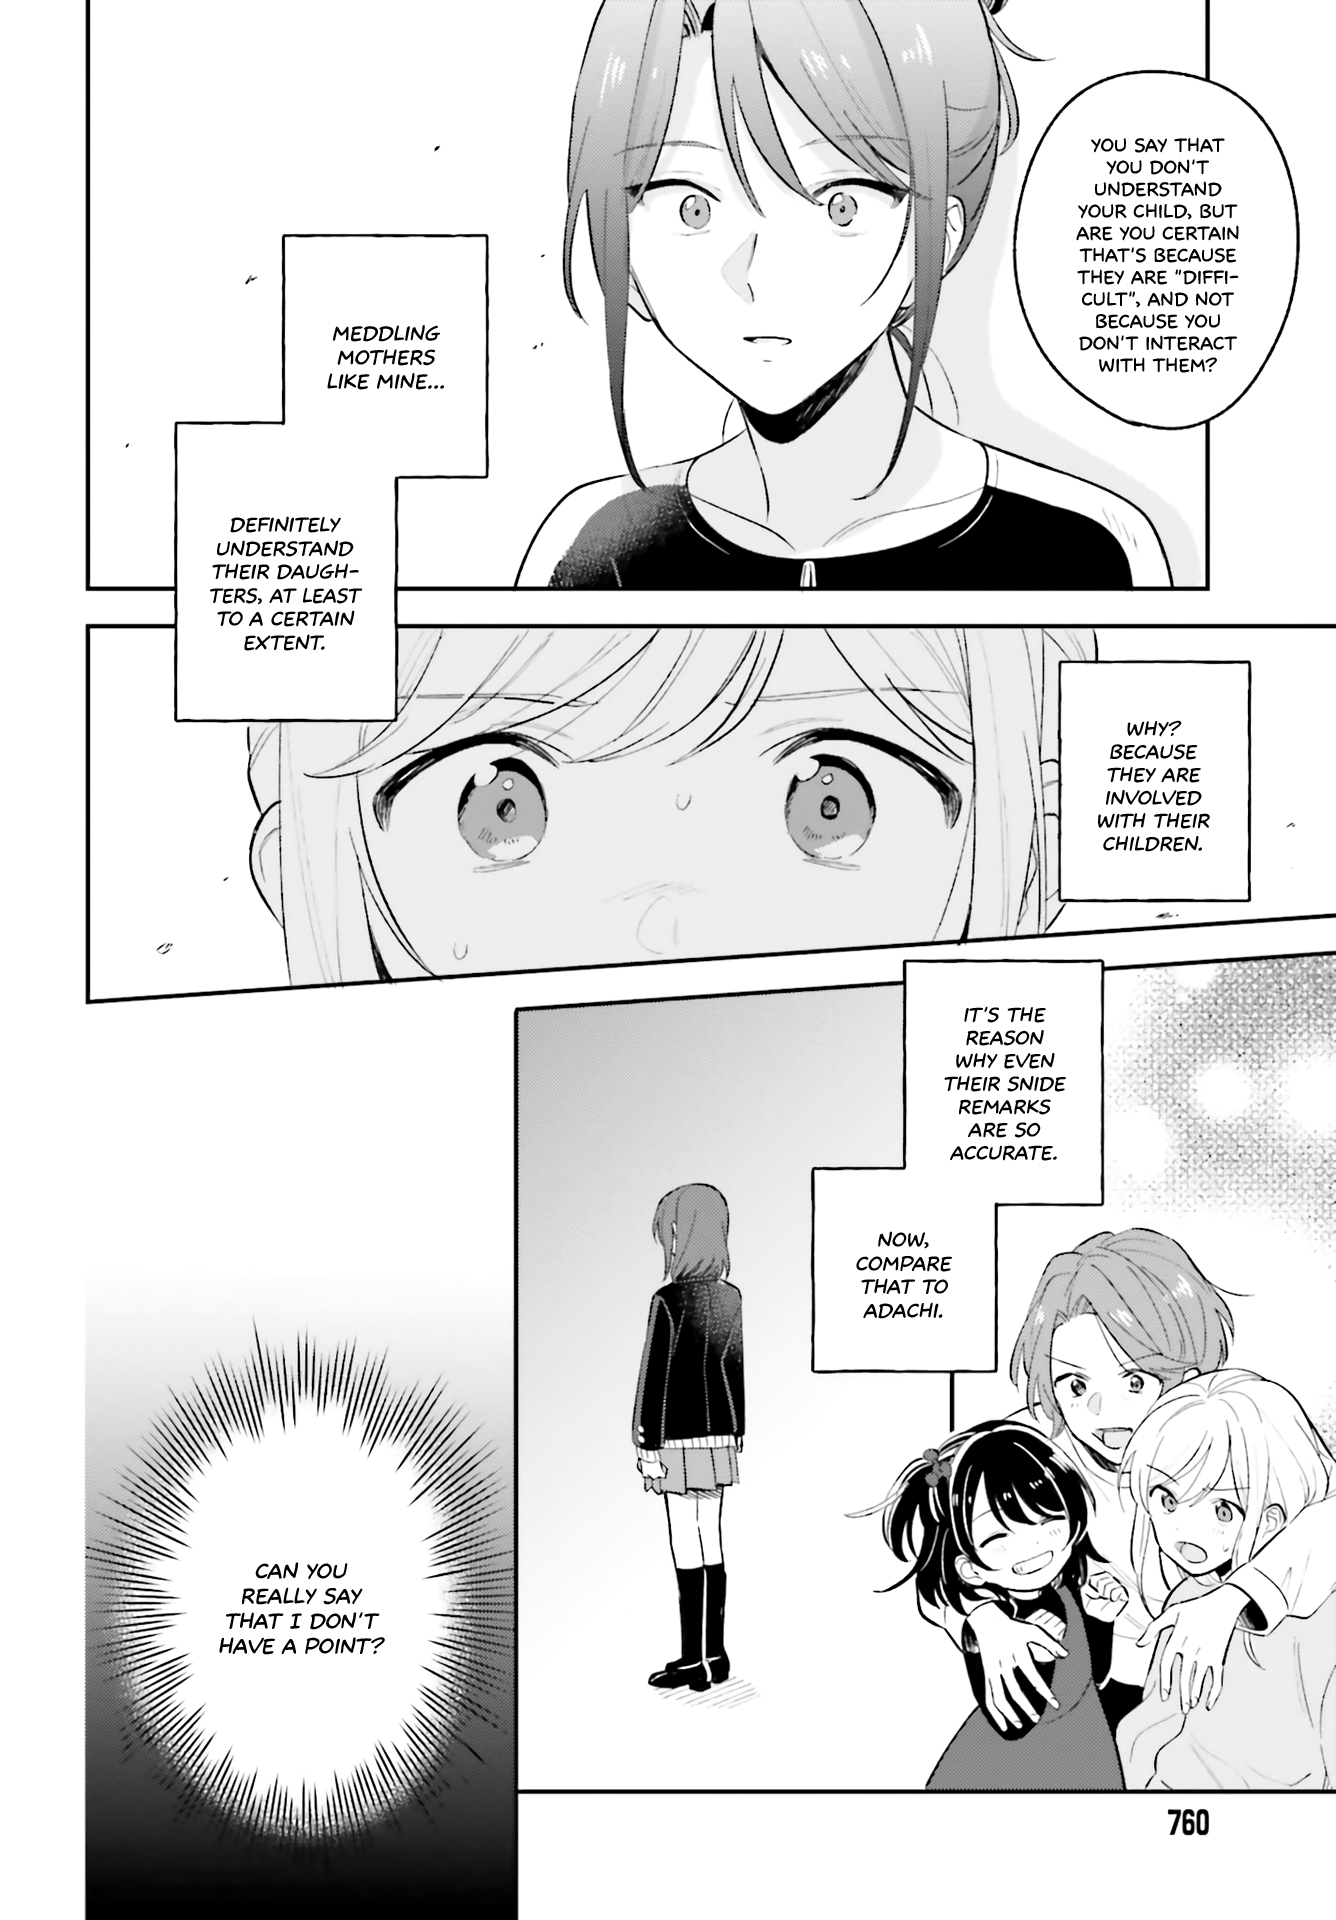 YOU SAY THAT
YOU DON'T
UNDERSTAND
YOUR CHILD, BUT
ARE YOU CERTAIN
THAT'S BECAUSE
THEY ARE "DIFFI-
CULT", AND NOT
BECAUSE YOU
DON'T INTERACT
WITH THEM?
MEDDLING
MOTHERS
LIKE MINE...
DEFINITELY
UNDERSTAND
THEIR DAUGH-
TERS, AT LEAST
TO A CERTAIN
EXTENT.
WHY?
BECAUSE
THEY ARE
INVOLVED
WITH THEIR
CHILDREN.
IT'S THE
REASON
WHY EVEN
THEIR SNIDE
REMARKS
ARE SO
ACCURATE.
NOW,
COMPARE
THAT TO
ADACHI.
CAN YOU
REALLY SAY
THAT I DON'T
HAVE A POINT?
760